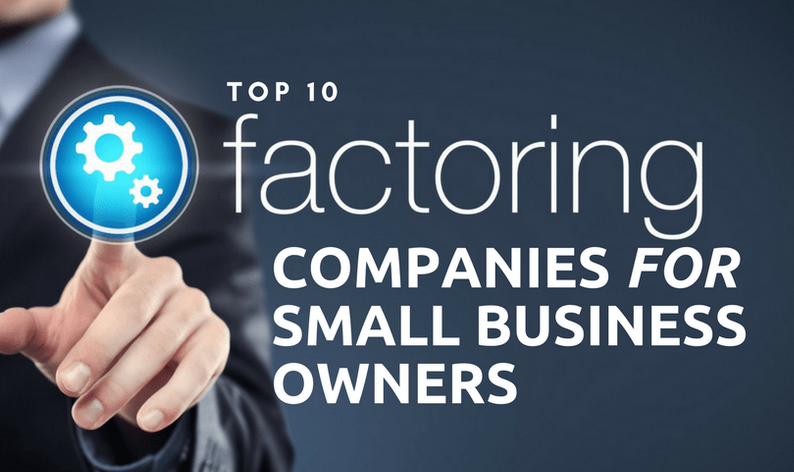 TOP 10
factoring
COMPANIES FOR
SMALL BUSINESS
OWNERS